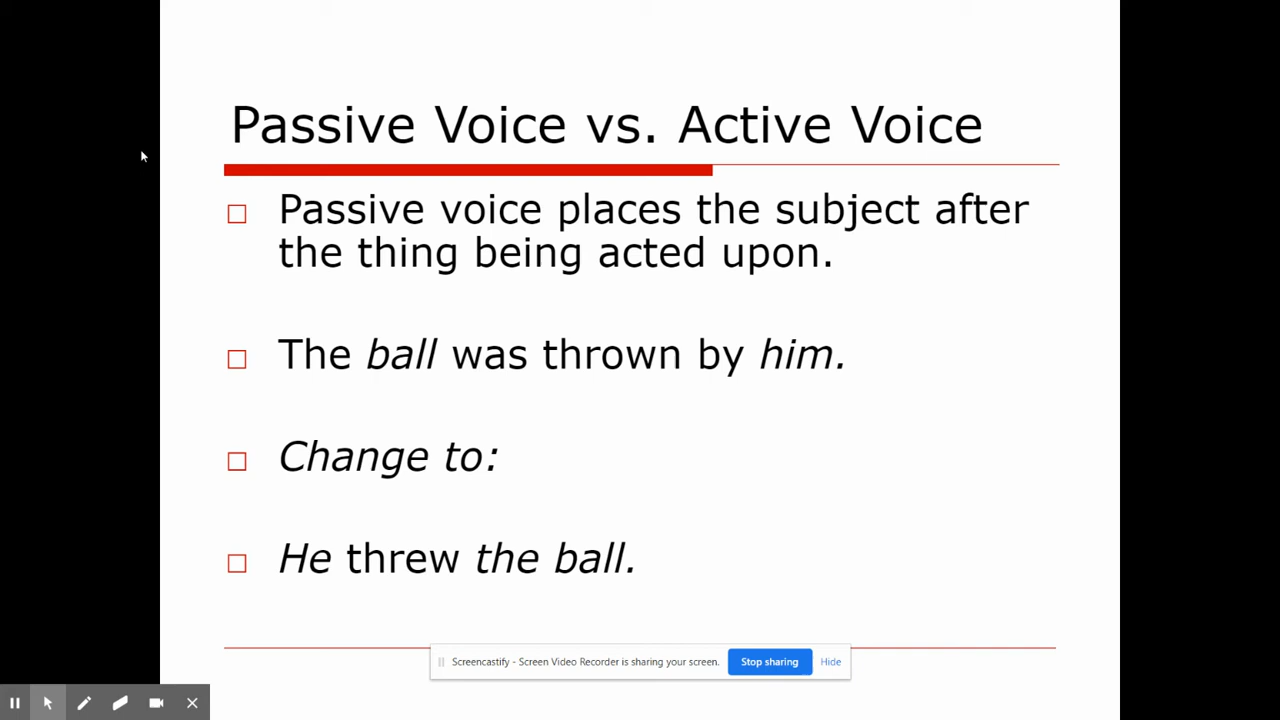 Passive Voice vs. Active Voice
Passive voice places the subject after
the thing being acted upon.
The ball was thrown by him.
Change to:
He threw the ball.
Screencastify - Screen Video Recorder is sharing your screen. Stop sharing Hide